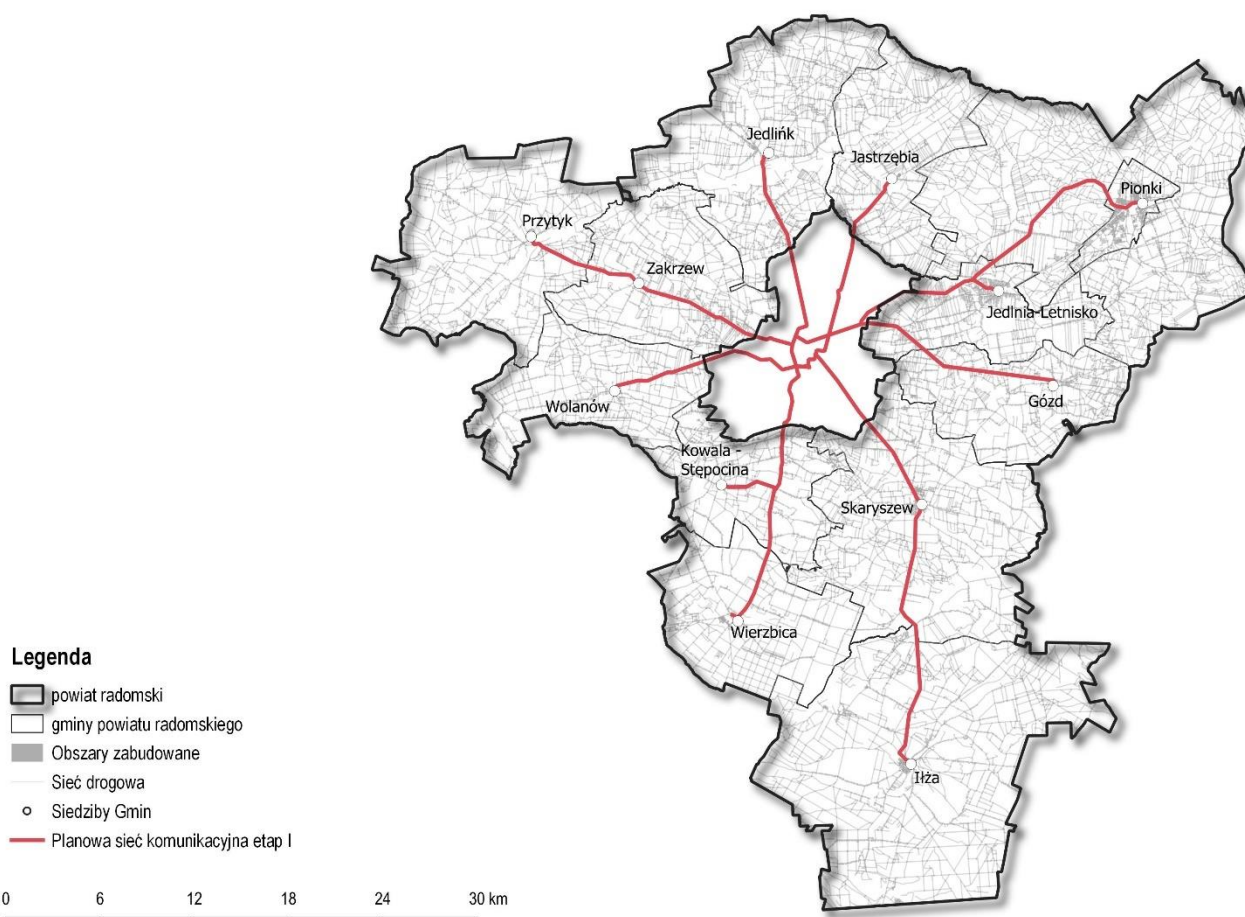 Jedlińk
Jastrzębia
Pionki
Przytyk
Zakrzew
Jedlnia-Letnisko
Wolanów
Gózd
Kowala -
Stępocina
Skaryszew
Wierzbica
Iłża
Legenda
powiat radomski
gminy powiatu radomskiego
Obszary zabudowane
Sieć drogowa
Siedziby Gmin
Planowa sieć komunikacyjna etap I
0 6 12 18 24 30 km